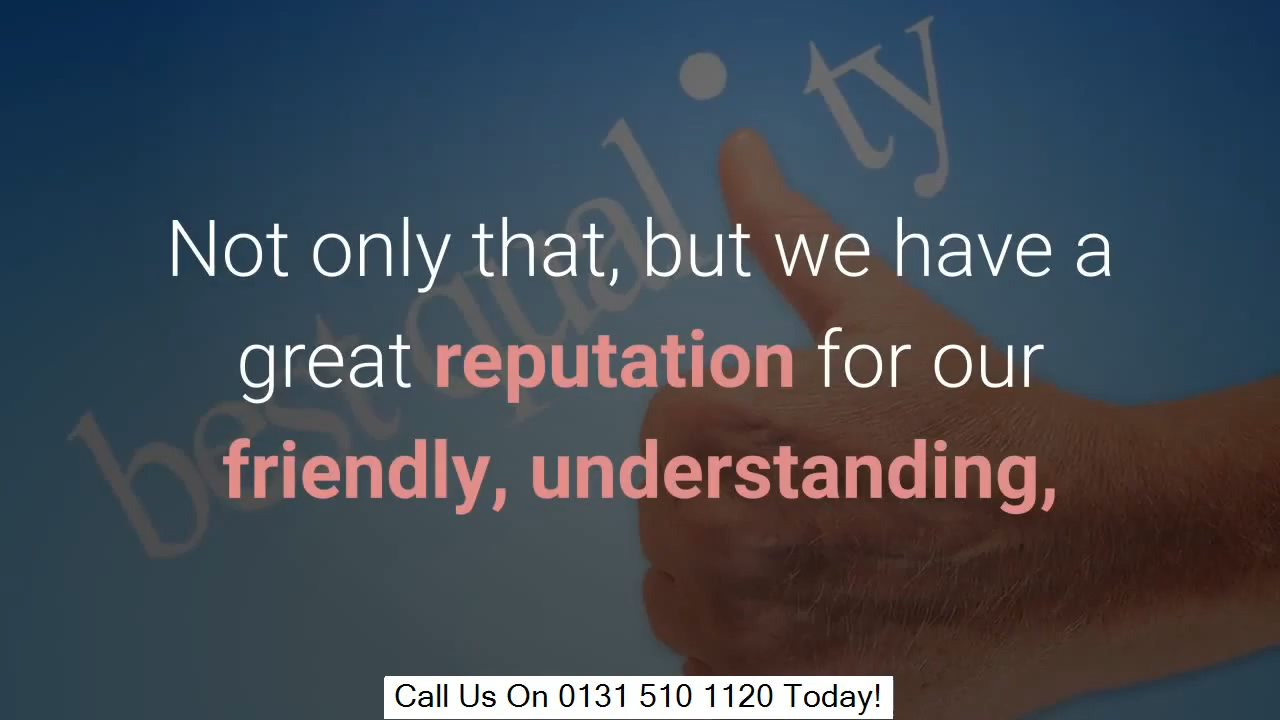 best quality
Not only that, but we have a
great reputation for our
friendly, understanding,
Call Us On 0131 510 1120 Today!